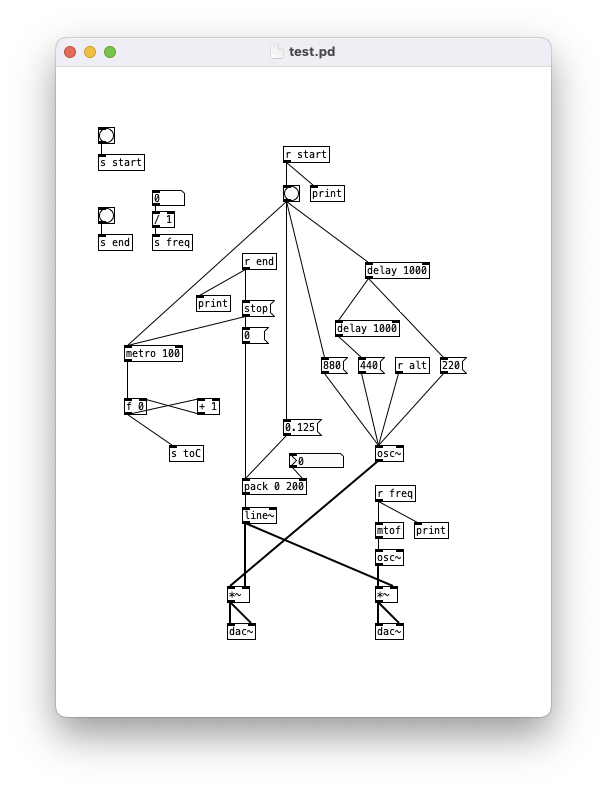 test.pd
s start
r start
0
print
/ 1
s end
s freq
r end
delay 1000
print
stop
delay 1000
0
metro 100
880
440
r alt
220
f 0
+ 1
0.125
s toC
osc~
>0
pack 0 200
r freq
line~
mtof
print
osc~
*~
*~
dac~
dac~